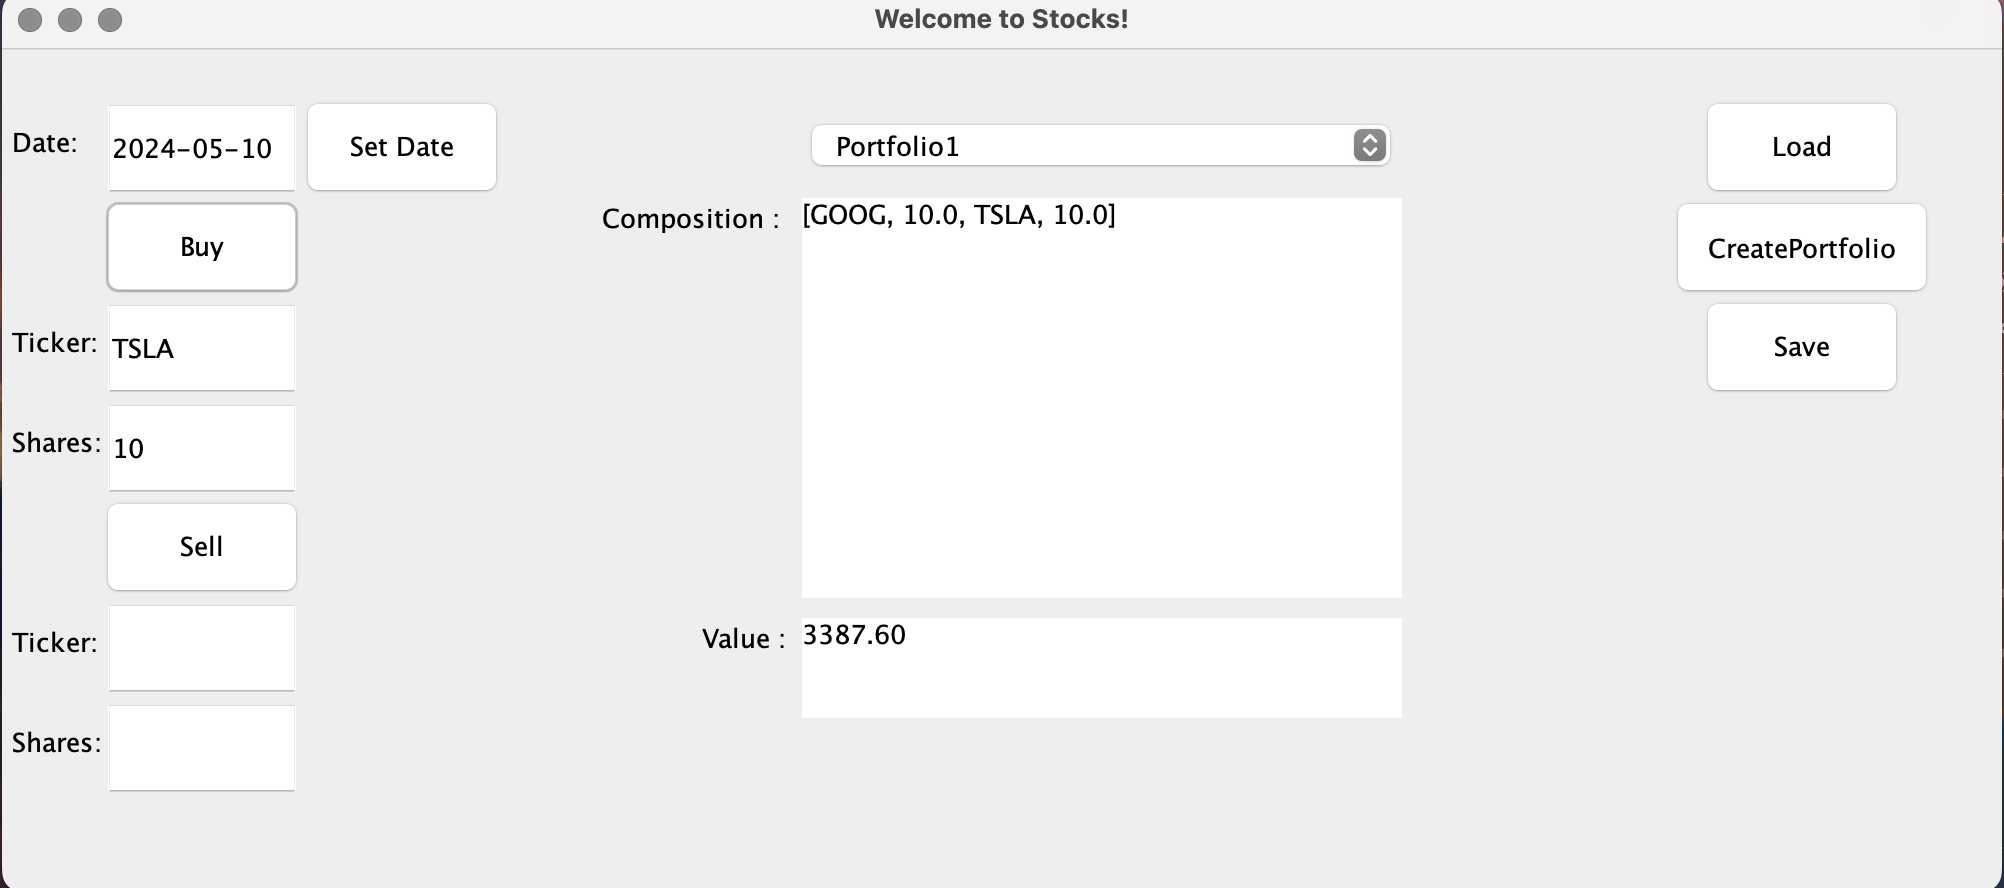 Welcome to Stocks!
Date: 2024-05-10 Set Date
Portfolio1
Load
Buy
Composition : [GOOG, 10.0, TSLA, 10.0]
CreatePortfolio
Ticker: TSLA
Save
Shares: 10
Sell
Ticker:
Value : 3387.60
Shares: